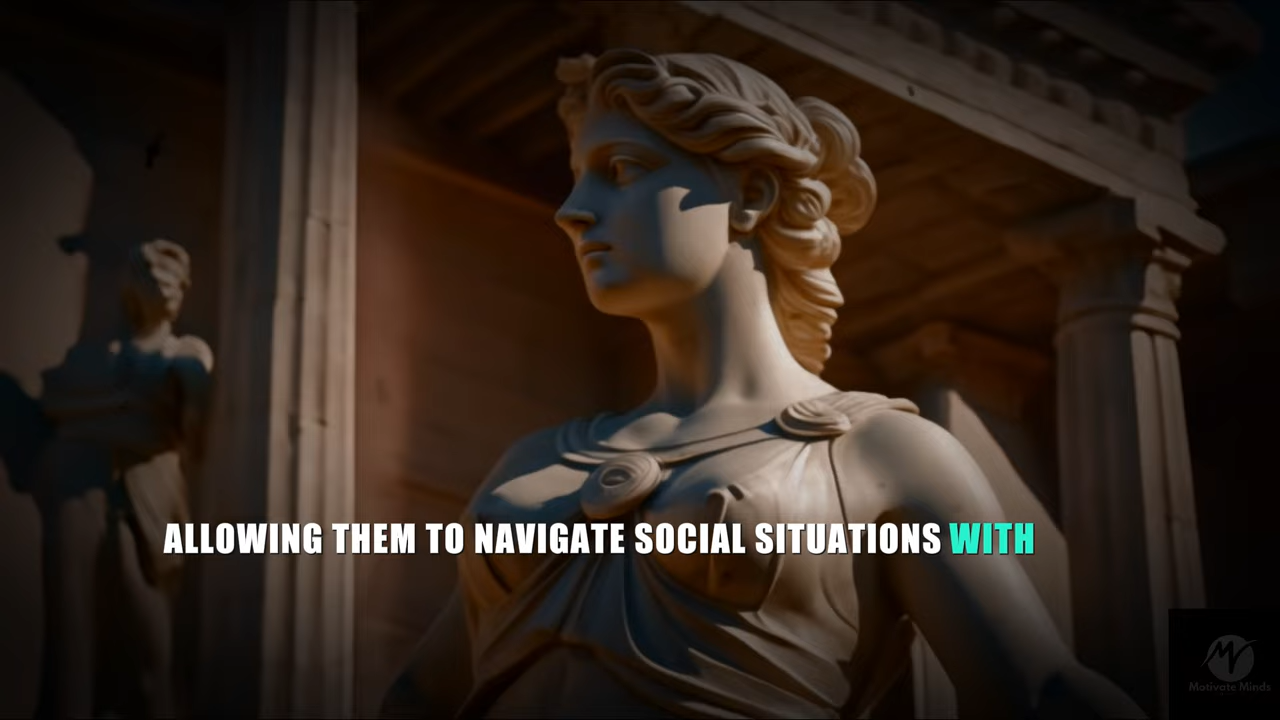 ALLOWING THEM TO NAVIGATE SOCIAL SITUATIONS WITH
Motivate Minds